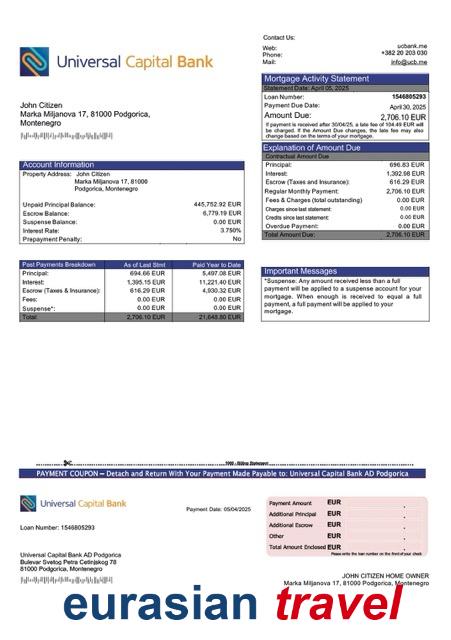 Contact Us:
Web: ucbank.me
Phone: +382 20 203 030
Mail: info@ucb.me
Universal Capital Bank
John Citizen
Marka Miljanova 17, 81000 Podgorica,
Montenegro
Mortgage Activity Statement
Statement Date: April 05, 2025
Loan Number: 1546805293
Payment Due Date: April 30, 2025
Amount Due: 2,706.10 EUR
If payment is received after 30/04/25, a late fee of 104.49 EUR will
be charged. If the Amount Due changes, the late fee may also
change based on the terms of your mortgage.
Explanation of Amount Due
Contractual Amount Due
Principal: 696.83 EUR
Interest: 1,392.98 EUR
Escrow (Taxes and Insurance): 616.29 EUR
Regular Monthly Payment: 2,706.10 EUR
Fees & Charges (total outstanding) 0.00 EUR
Charges since last statement: 0.00 EUR
Credits since last statement: 0.00 EUR
Overdue Payment: 0.00 EUR
Total Amount Due: 2,706.10 EUR
Account Information
Property Address: John Citizen
Marka Miljanova 17, 81000
Podgorica, Montenegro
Unpaid Principal Balance: 445,752.92 EUR
Escrow Balance: 6,779.19 EUR
Suspense Balance: 0.00 EUR
Interest Rate: 3.750%
Prepayment Penalty: No
Past Payments Breakdown As of Last Stmt Paid Year to Date
Principal: 694.66 EUR 5,497.08 EUR
Interest: 1,395.15 EUR 11,221.40 EUR
Escrow (Taxes & Insurance): 616.29 EUR 4,930.32 EUR
Fees: 0.00 EUR 0.00 EUR
Suspense*: 0.00 EUR 0.00 EUR
Total: 2,706.10 EUR 21,648.80 EUR
Important Messages
*Suspense: Any amount received less than a full
payment will be applied to a suspense account for your
mortgage. When enough is received to equal a full
payment, a full payment will be applied to your
mortgage.
PAYMENT COUPON – Detach and Return With Your Payment Made Payable to: Universal Capital Bank AD Podgorica
Universal Capital Bank
Payment Date: 05/04/2025
Loan Number: 1546805293
Payment Amount EUR
Additional Principal EUR
Additional Escrow EUR
Other EUR
Total Amount Enclosed EUR
Please write the loan number on the front of your check
Universal Capital Bank AD Podgorica
Bulevar Svetog Petra Cetinjskog 78
81000 Podgorica, Montenegro
JOHN CITIZEN HOME OWNER
Marka Miljanova 17, 81000 Podgorica, Montenegro
eurasian travel